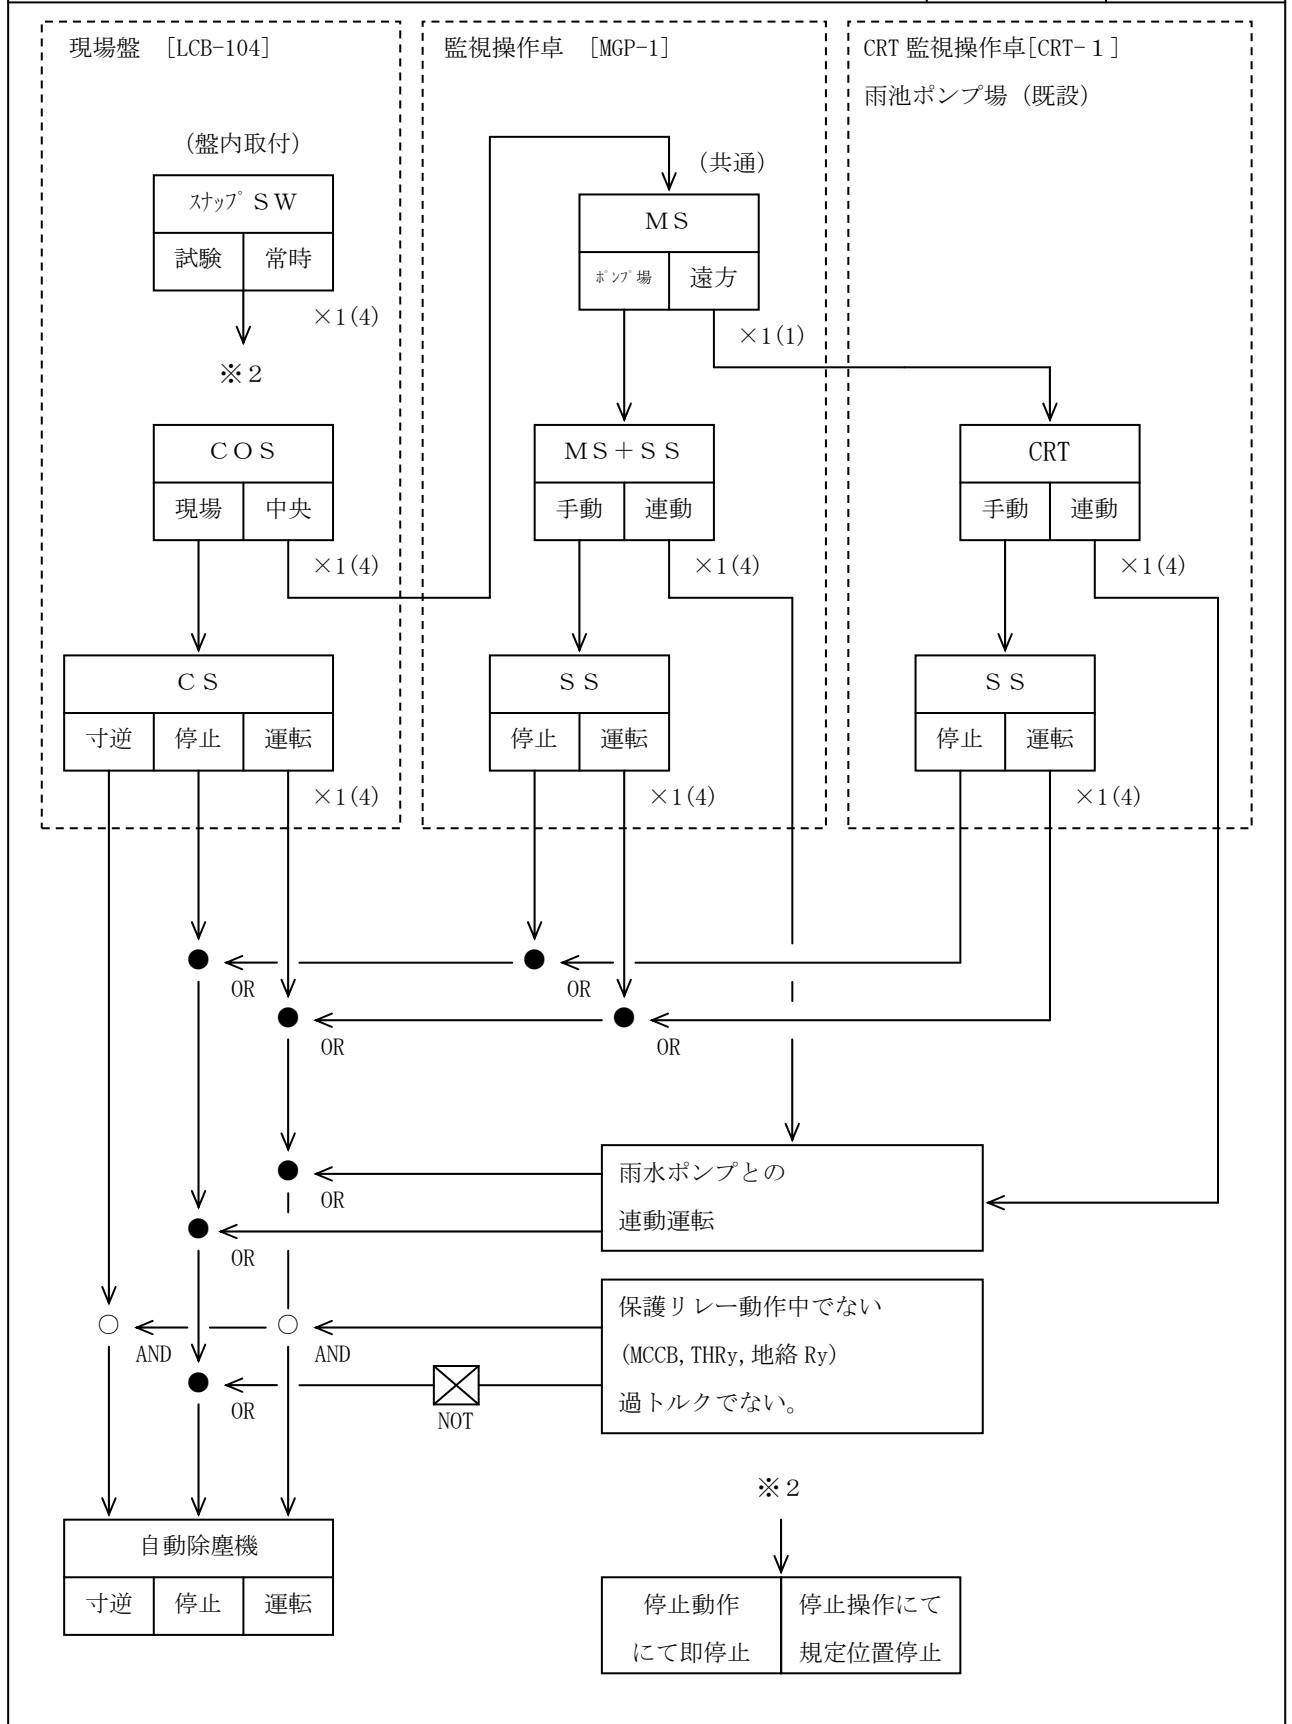 現場盤 [LCB-104]
(盤内取付)
ｽﾅｯﾌﾟ ＳＷ
試験 常時
×1(4)
※２
ＣＯＳ
現場 中央
×1(4)
ＣＳ
寸逆 停止 運転
×1(4)
監視操作卓 [MGP-1]
(共通)
ＭＳ
ﾎﾟﾝﾌﾟ場 遠方
×1(1)
ＭＳ＋ＳＳ
手動 連動
×1(4)
ＳＳ
停止 運転
×1(4)
CRT 監視操作卓[CRT-１]
雨池ポンプ場 (既設)
CRT
手動 連動
×1(4)
ＳＳ
停止 運転
×1(4)
OR OR
OR OR
雨水ポンプとの
連動運転
OR
OR
保護リレー動作中でない
(MCCB,THRy,地絡 Ry)
過トルクでない。
AND AND
OR NOT
自動除塵機
寸逆 停止 運転
※２
停止動作
にて即停止
停止操作にて
規定位置停止